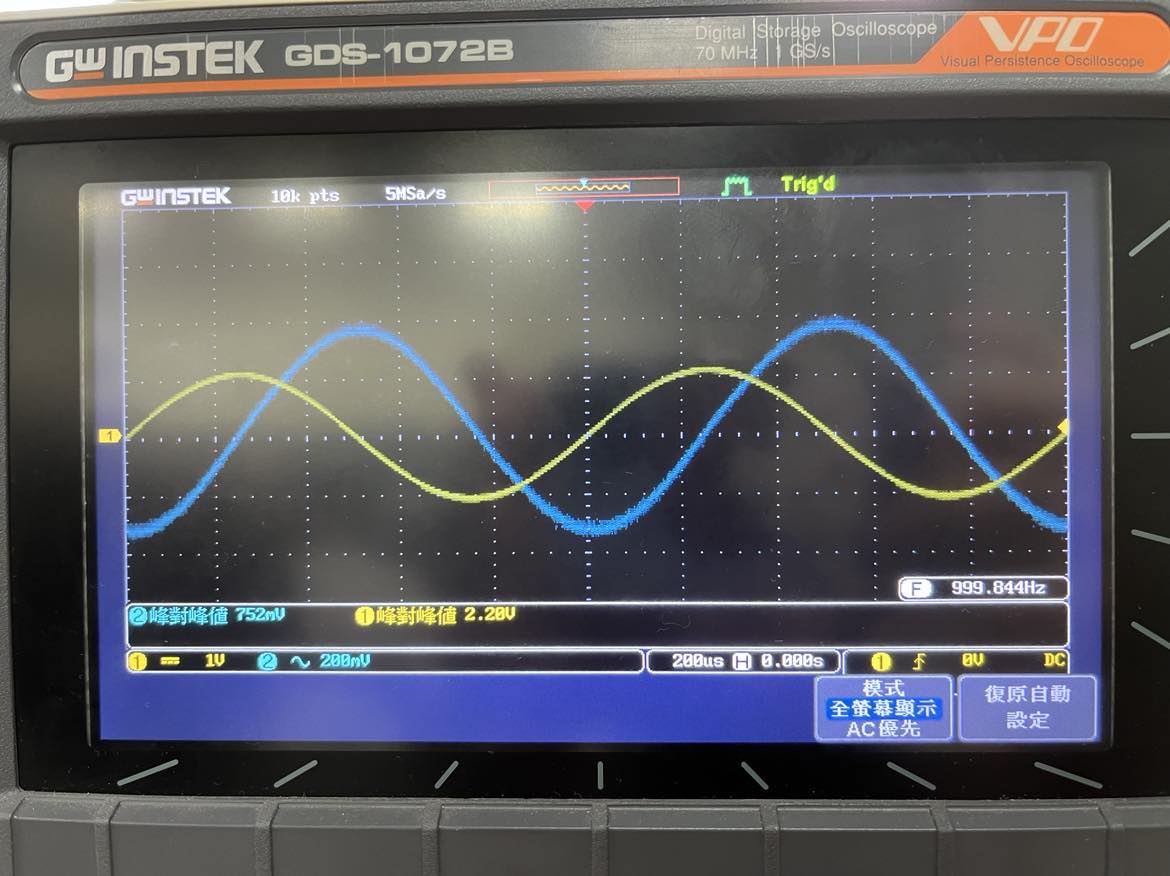 GW INSTEK GDS-1072B
Digital Storage Oscilloscope
70 MHz 1 GS/s
VPO
Visual Persistence Oscilloscope
GW INSTEK 10k pts 5MSa/s Trig'd
1
F 999.844Hz
2 峰對峰值 752mV 1 峰對峰值 2.20V
1 1V 2 200mV 200us H 0.000s 1 0V DC
模式
全螢幕顯示
AC優先
復原自動
設定